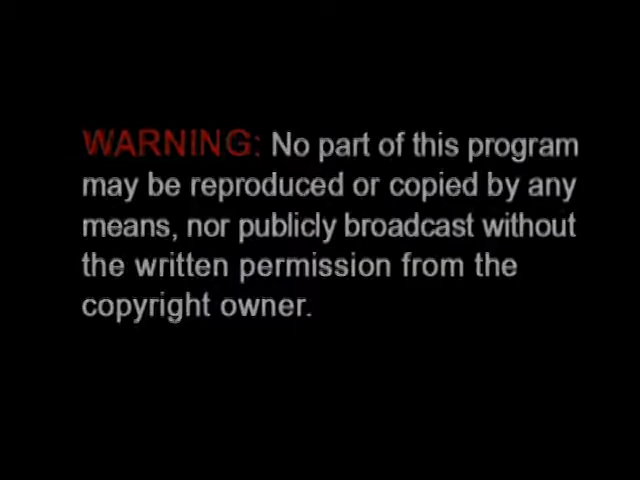 WARNING: No part of this program
may be reproduced or copied by any
means, nor publicly broadcast without
the written permission from the
copyright owner.